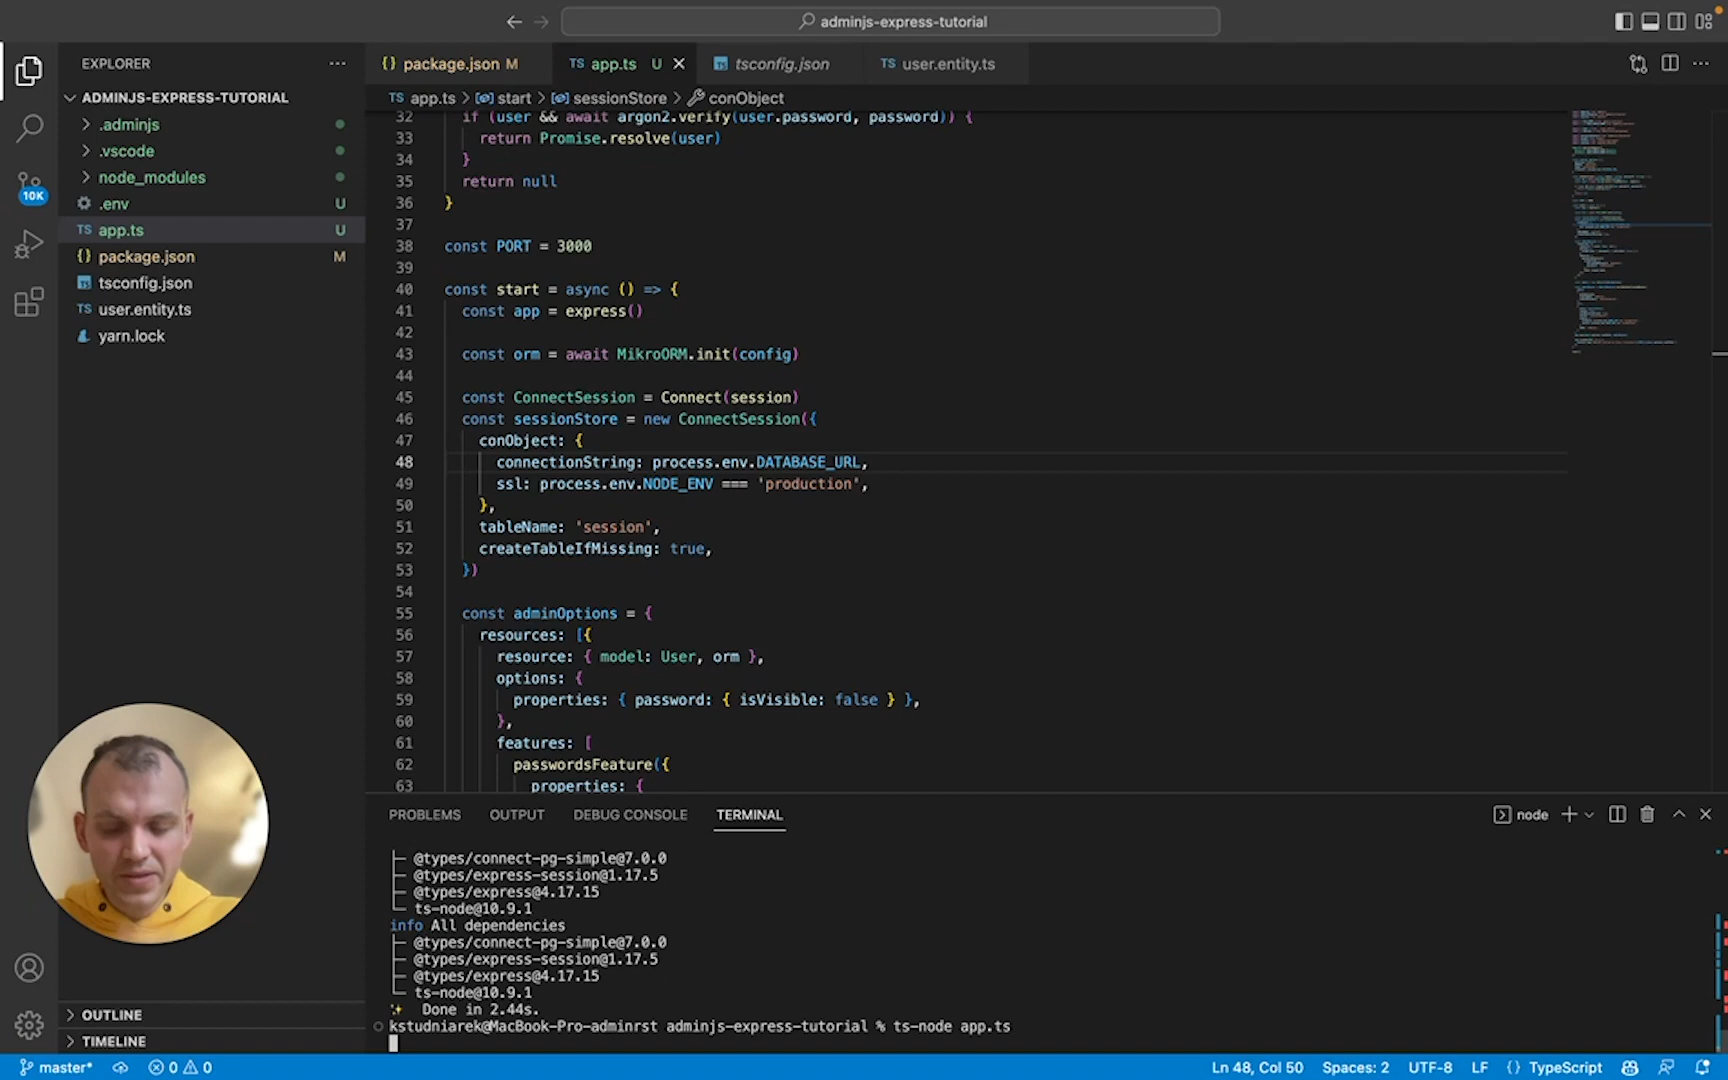 adminjs-express-tutorial
EXPLORER
ADMINJS-EXPRESS-TUTORIAL
.adminjs
.vscode
node_modules
.env U
TS app.ts U
{} package.json M
tsconfig.json
TS user.entity.ts
yarn.lock
10K
OUTLINE
TIMELINE
{} package.json M
TS app.ts U
tsconfig.json
TS user.entity.ts
TS app.ts > start > sessionStore > conObject
32 if (user && await argon2.verify(user.password, password)) {
33 return Promise.resolve(user)
34 }
35 return null
36 }
37
38 const PORT = 3000
39
40 const start = async () => {
41 const app = express()
42
43 const orm = await MikroORM.init(config)
44
45 const ConnectSession = Connect(session)
46 const sessionStore = new ConnectSession({
47 conObject: {
48 connectionString: process.env.DATABASE_URL,
49 ssl: process.env.NODE_ENV === 'production',
50 },
51 tableName: 'session',
52 createTableIfMissing: true,
53 })
54
55 const adminOptions = {
56 resources: [{
57 resource: { model: User, orm },
58 options: {
59 properties: { password: { isVisible: false } },
60 },
61 features: [
62 passwordsFeature({
63 properties: {
PROBLEMS OUTPUT DEBUG CONSOLE TERMINAL
node
├─ @types/connect-pg-simple@7.0.0
├─ @types/express-session@1.17.5
├─ @types/express@4.17.15
└─ ts-node@10.9.1
info All dependencies
├─ @types/connect-pg-simple@7.0.0
├─ @types/express-session@1.17.5
├─ @types/express@4.17.15
└─ ts-node@10.9.1
✨ Done in 2.44s.
kstudniarek@MacBook-Pro-adminrst adminjs-express-tutorial % ts-node app.ts
master* 0 0 Ln 48, Col 50 Spaces: 2 UTF-8 LF {} TypeScript